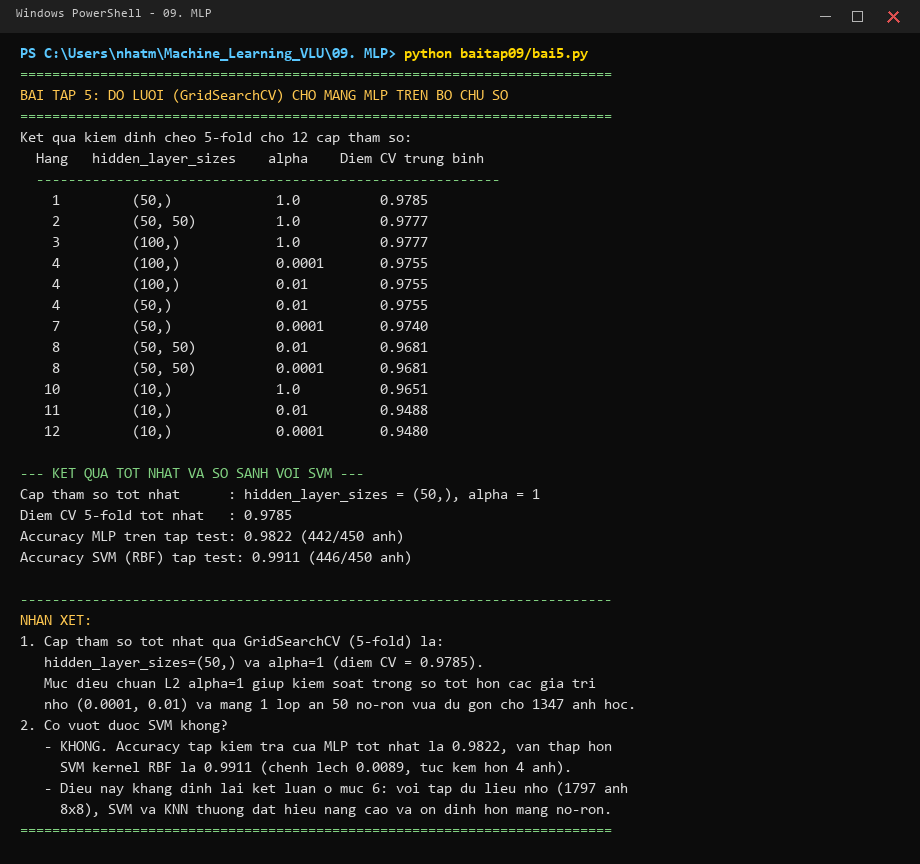 Windows PowerShell - 09. MLP
PS C:\Users\nhatm\Machine_Learning_VLU\09. MLP> python baitap09/bai5.py
==========================================================================
BAI TAP 5: DO LUOI (GridSearchCV) CHO MANG MLP TREN BO CHU SO
==========================================================================
Ket qua kiem dinh cheo 5-fold cho 12 cap tham so:
  Hang   hidden_layer_sizes    alpha    Diem CV trung binh
  ----------------------------------------------------------
    1         (50,)             1.0          0.9785
    2         (50, 50)          1.0          0.9777
    3         (100,)            1.0          0.9777
    4         (100,)            0.0001       0.9755
    4         (100,)            0.01         0.9755
    4         (50,)             0.01         0.9755
    7         (50,)             0.0001       0.9740
    8         (50, 50)          0.01         0.9681
    8         (50, 50)          0.0001       0.9681
   10         (10,)             1.0          0.9651
   11         (10,)             0.01         0.9488
   12         (10,)             0.0001       0.9480
--- KET QUA TOT NHAT VA SO SANH VOI SVM ---
Cap tham so tot nhat      : hidden_layer_sizes = (50,), alpha = 1
Diem CV 5-fold tot nhat   : 0.9785
Accuracy MLP tren tap test: 0.9822 (442/450 anh)
Accuracy SVM (RBF) tap test: 0.9911 (446/450 anh)
--------------------------------------------------------------------------
NHAN XET:
1. Cap tham so tot nhat qua GridSearchCV (5-fold) la:
   hidden_layer_sizes=(50,) va alpha=1 (diem CV = 0.9785).
   Muc dieu chuan L2 alpha=1 giup kiem soat trong so tot hon cac gia tri
   nho (0.0001, 0.01) va mang 1 lop an 50 no-ron vua du gon cho 1347 anh hoc.
2. Co vuot duoc SVM khong?
   - KHONG. Accuracy tap kiem tra cua MLP tot nhat la 0.9822, van thap hon
     SVM kernel RBF la 0.9911 (chenh lech 0.0089, tuc kem hon 4 anh).
   - Dieu nay khang dinh lai ket luan o muc 6: voi tap du lieu nho (1797 anh
     8x8), SVM va KNN thuong dat hieu nang cao va on dinh hon mang no-ron.
==========================================================================